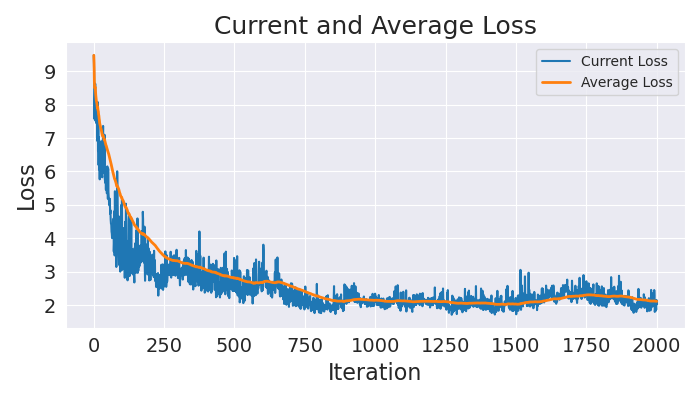 Current and Average Loss
Current Loss
Average Loss
9
8
7
6
5
4
3
2
Loss
0 250 500 750 1000 1250 1500 1750 2000
Iteration